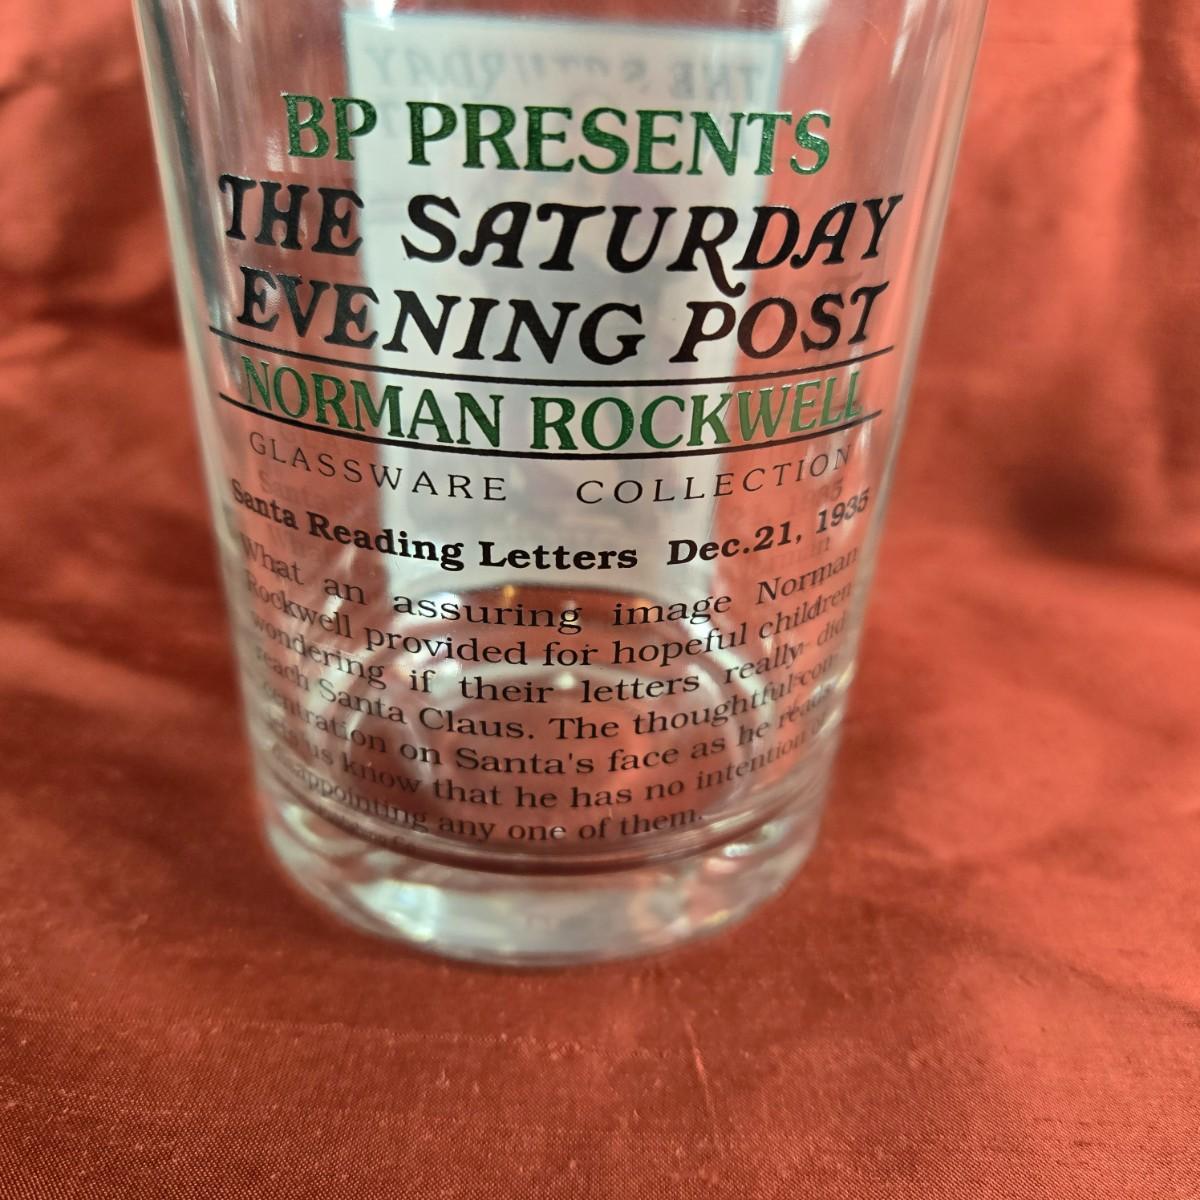 BP PRESENTS
THE SATURDAY
EVENING POST
NORMAN ROCKWELL
GLASSWARE COLLECTION
Santa Reading Letters Dec.21, 1935
What an assuring image Norman
Rockwell provided for hopeful children
wondering if their letters really did
reach Santa Claus. The thoughtful con-
centration on Santa's face as he reads
lets us know that he has no intention of
disappointing any one of them.
THE SATURDAY